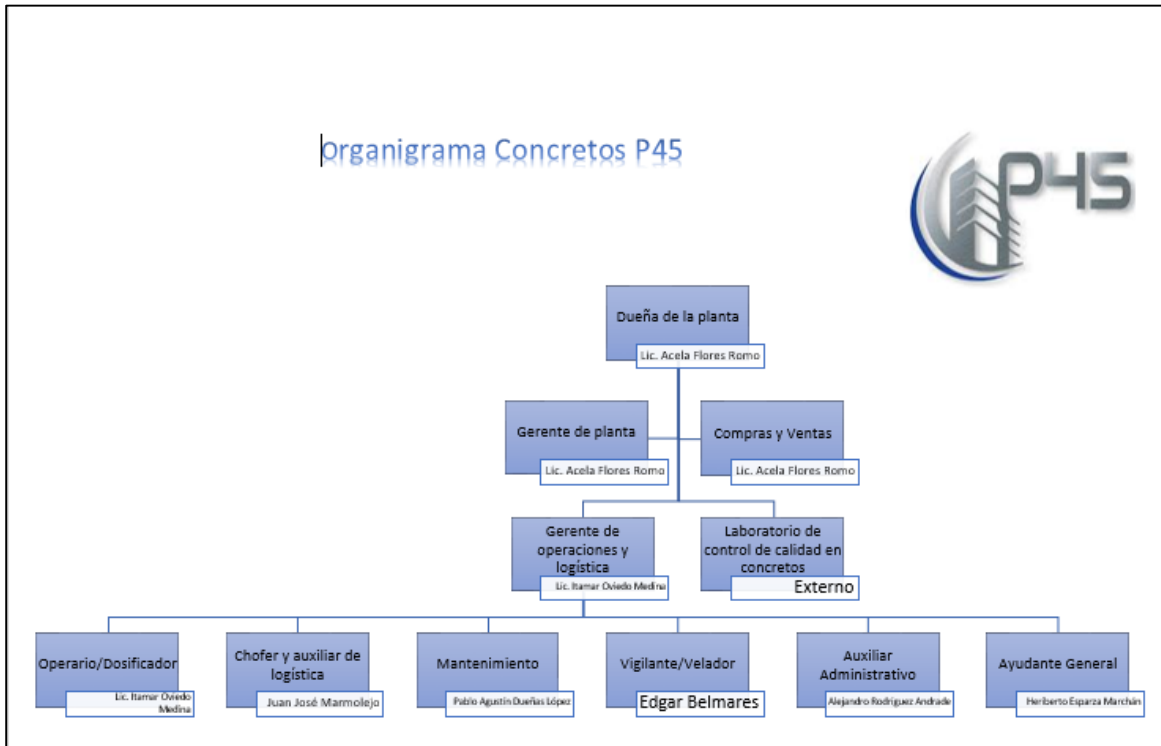 Organigrama Concretos P45
P45
Dueña de la planta
Lic. Acela Flores Romo
Gerente de planta
Lic. Acela Flores Romo
Compras y Ventas
Lic. Acela Flores Romo
Gerente de
operaciones y
logística
Lic. Itamar Oviedo Medina
Laboratorio de
control de calidad en
concretos
Externo
Operario/Dosificador
Lic. Itamar Oviedo
Medina
Chofer y auxiliar de
logística
Juan José Marmolejo
Mantenimiento
Pablo Agustín Dueñas López
Vigilante/Velador
Edgar Belmares
Auxiliar
Administrativo
Alejandro Rodríguez Andrade
Ayudante General
Heriberto Esparza Marchán